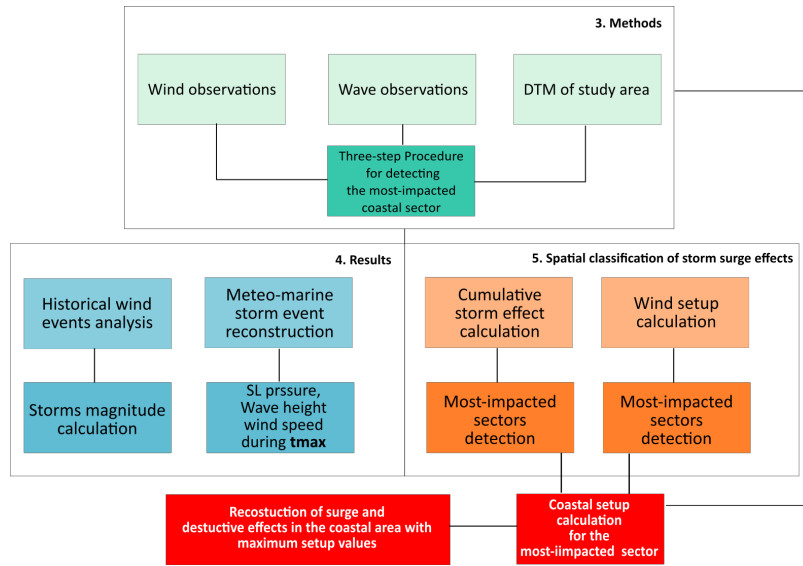 3. Methods
Wind observations
Wave observations
DTM of study area
Three-step Procedure
for detecting
the most-impacted
coastal sector
4. Results
Historical wind
events analysis
Meteo-marine
storm event
reconstruction
Storms magnitude
calculation
SL prssure,
Wave height
wind speed
during tmax
5. Spatial classification of storm surge effects
Cumulative
storm effect
calculation
Wind setup
calculation
Most-impacted
sectors
detection
Most-impacted
sectors
detection
Recostuction of surge and
destuctive effects in the coastal area with
maximum setup values
Coastal setup
calculation
for the
most-iimpacted sector